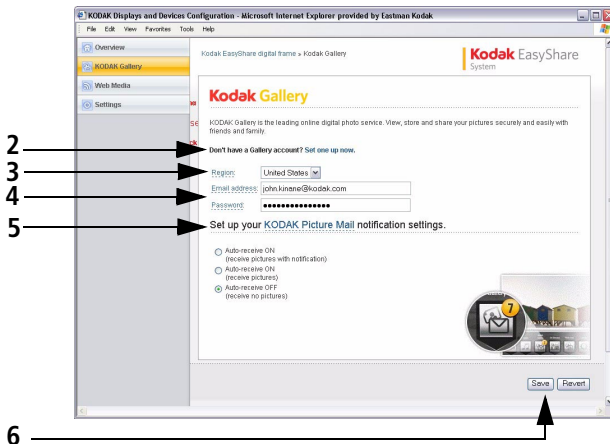 KODAK Displays and Devices Configuration - Microsoft Internet Explorer provided by Eastman Kodak
File Edit View Favorites Tools Help
Overview
KODAK Gallery
Web Media
Settings
Kodak EasyShare digital frame » Kodak Gallery
Kodak EasyShare
System
Kodak Gallery
se
KODAK Gallery is the leading online digital photo service. View, store and share your pictures securely and easily with
friends and family.
2
Don't have a Gallery account? Set one up now.
3
Region: United States
4
Email address: john.kinane@kodak.com
Password:
5
Set up your KODAK Picture Mail notification settings.
Auto-receive ON
(receive pictures with notification)
Auto-receive ON
(receive pictures)
Auto-receive OFF
(receive no pictures)
7
Save Revert
6